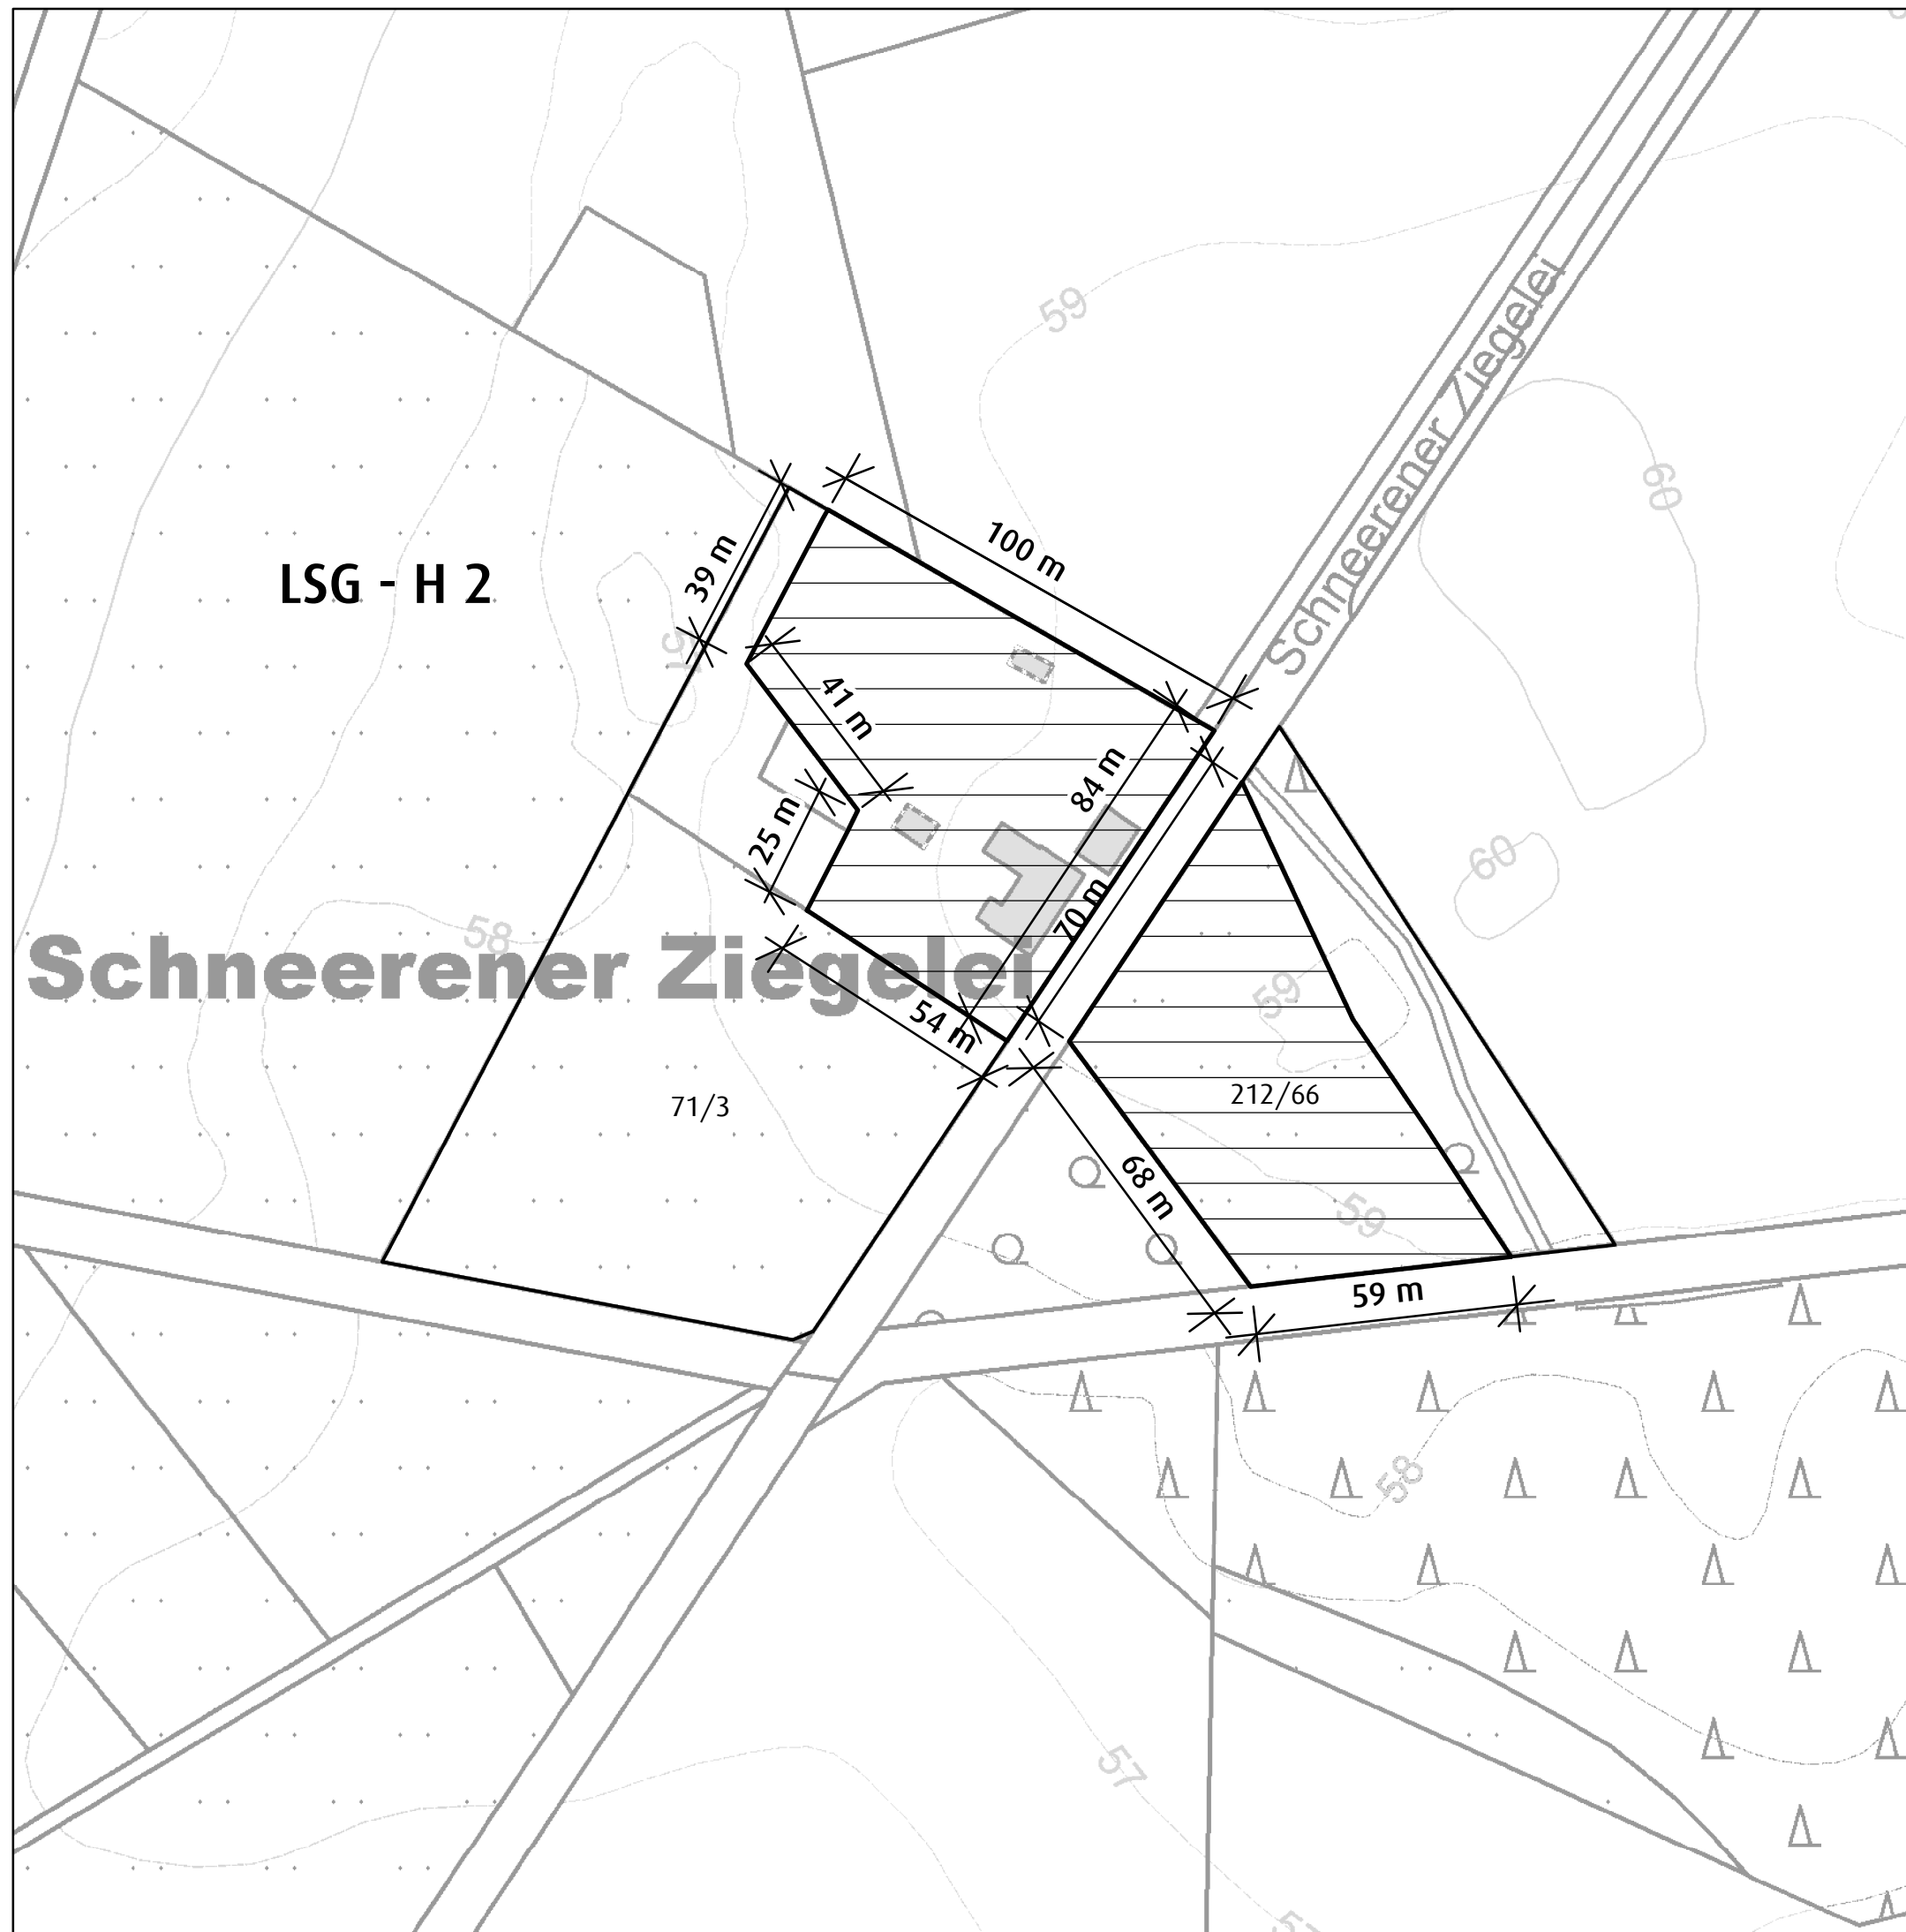 59
Schneerener Ziegelei
60
100 m
39 m
LSG - H 2
41 m
84 m
25 m
60
70 m
58
Schneerener Ziegelei
59
54 m
212/66
71/3
68 m
59
59 m
58
57